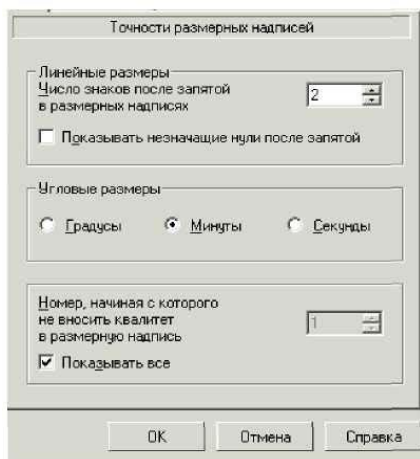 Точности размерных надписей
Линейные размеры
Число знаков после запятой
в размерных надписях
2
Показывать незначащие нули после запятой
Угловые размеры
Градусы Минуты Секунды
Номер, начиная с которого
не вносить квалитет
в размерную надпись
1
Показывать все
OK Отмена Справка